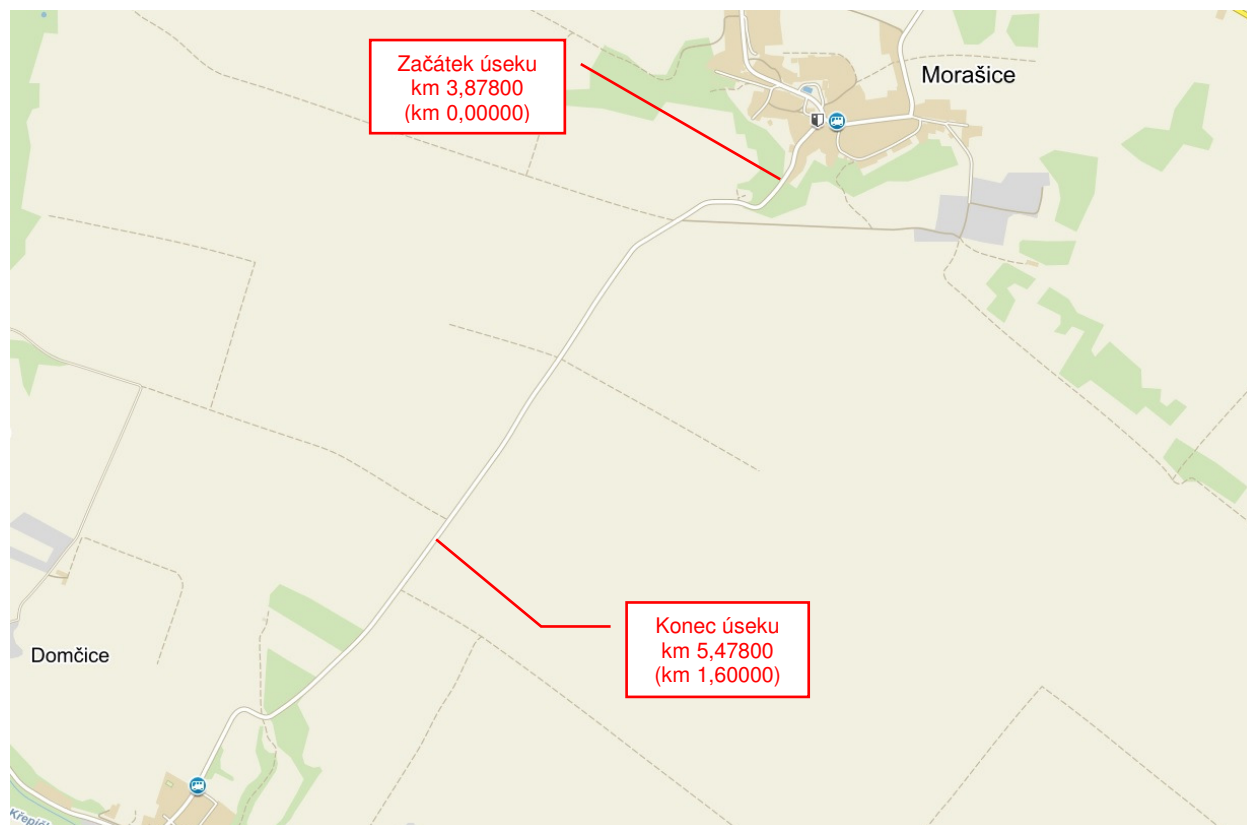 Začátek úseku
km 3,87800
(km 0,00000)
Morašice
Konec úseku
km 5,47800
(km 1,60000)
Domčice